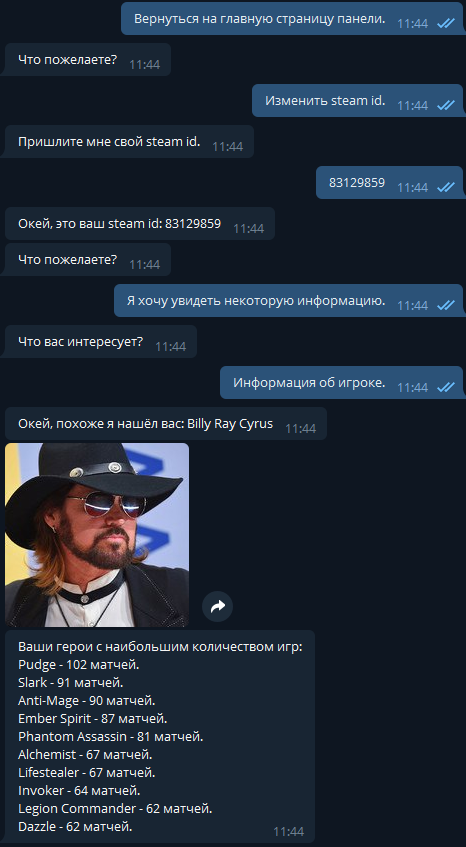 Вернуться на главную страницу панели. 11:44
Что пожелаете? 11:44
Изменить steam id. 11:44
Пришлите мне свой steam id. 11:44
83129859 11:44
Окей, это ваш steam id: 83129859 11:44
Что пожелаете? 11:44
Я хочу увидеть некоторую информацию. 11:44
Что вас интересует? 11:44
Информация об игроке. 11:44
Окей, похоже я нашёл вас: Billy Ray Cyrus 11:44
Ваши герои с наибольшим количеством игр:
Pudge - 102 матчей.
Slark - 91 матчей.
Anti-Mage - 90 матчей.
Ember Spirit - 87 матчей.
Phantom Assassin - 81 матчей.
Alchemist - 67 матчей.
Lifestealer - 67 матчей.
Invoker - 64 матчей.
Legion Commander - 62 матчей.
Dazzle - 62 матчей. 11:44